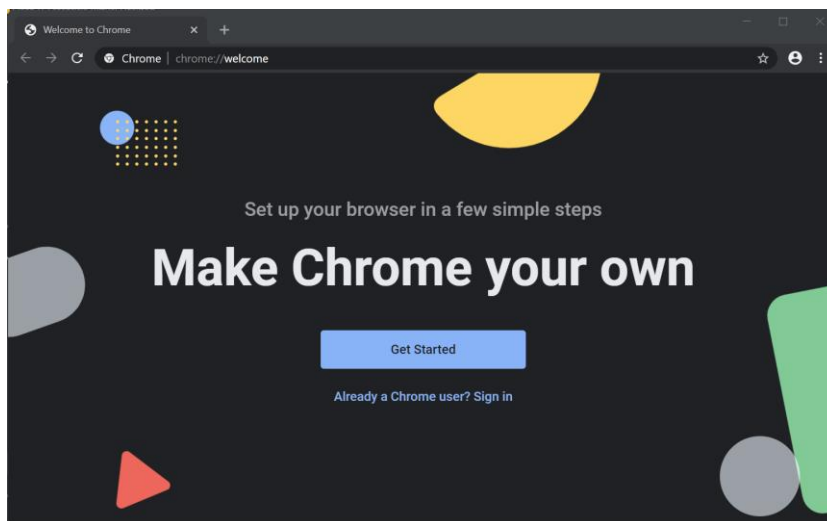 Welcome to Chrome
Chrome | chrome://welcome
Set up your browser in a few simple steps
Make Chrome your own
Get Started
Already a Chrome user? Sign in